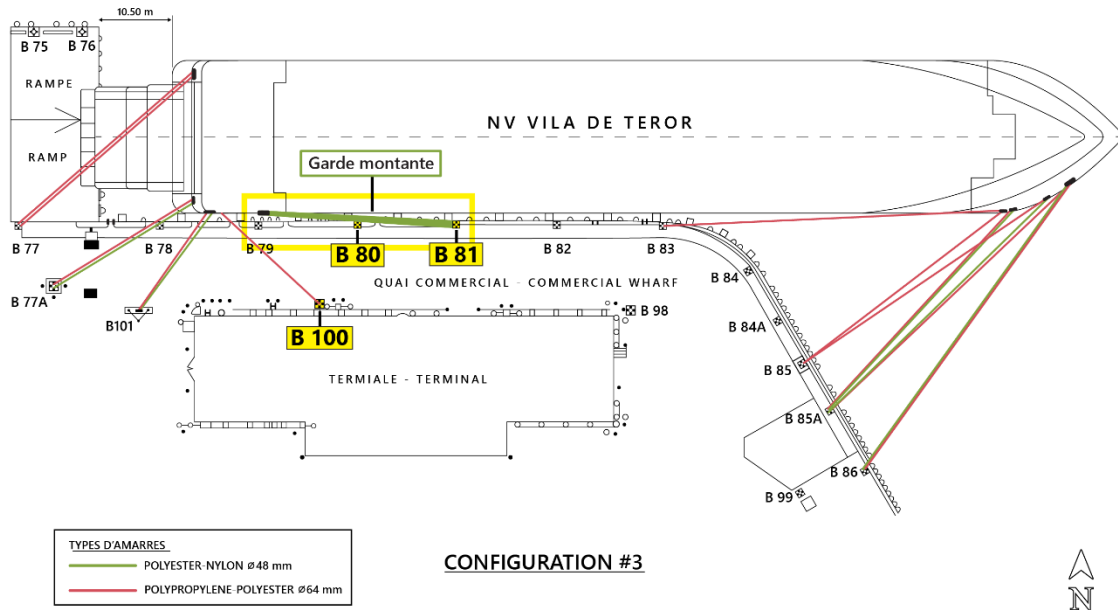 10.50 m
B 75
B 76
RAMPE
RAMP
NV VILA DE TEROR
Garde montante
B 77
B 78
B 79
B 80
B 81
B 82
B 83
B 77A
B101
B 100
QUAI COMMERCIAL - COMMERCIAL WHARF
B 84
B 98
B 84A
B 85
TERMIALE - TERMINAL
B 85A
B 86
B 99
H
H
TYPES D'AMARRES
POLYESTER-NYLON Ø48 mm
POLYPROPYLENE-POLYESTER Ø64 mm
CONFIGURATION #3
N